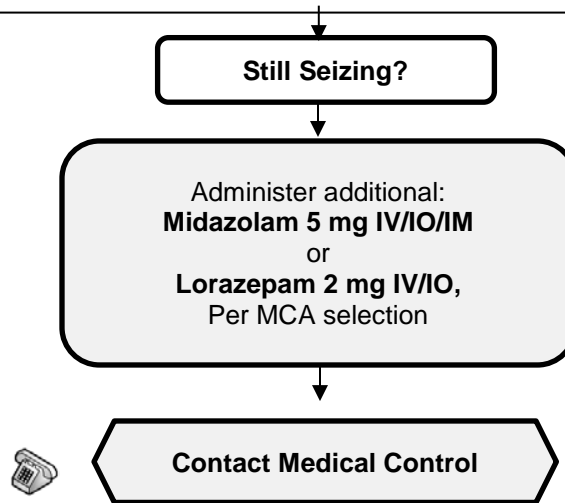 Still Seizing?
Administer additional:
Midazolam 5 mg IV/IO/IM
or
Lorazepam 2 mg IV/IO,
Per MCA selection
Contact Medical Control